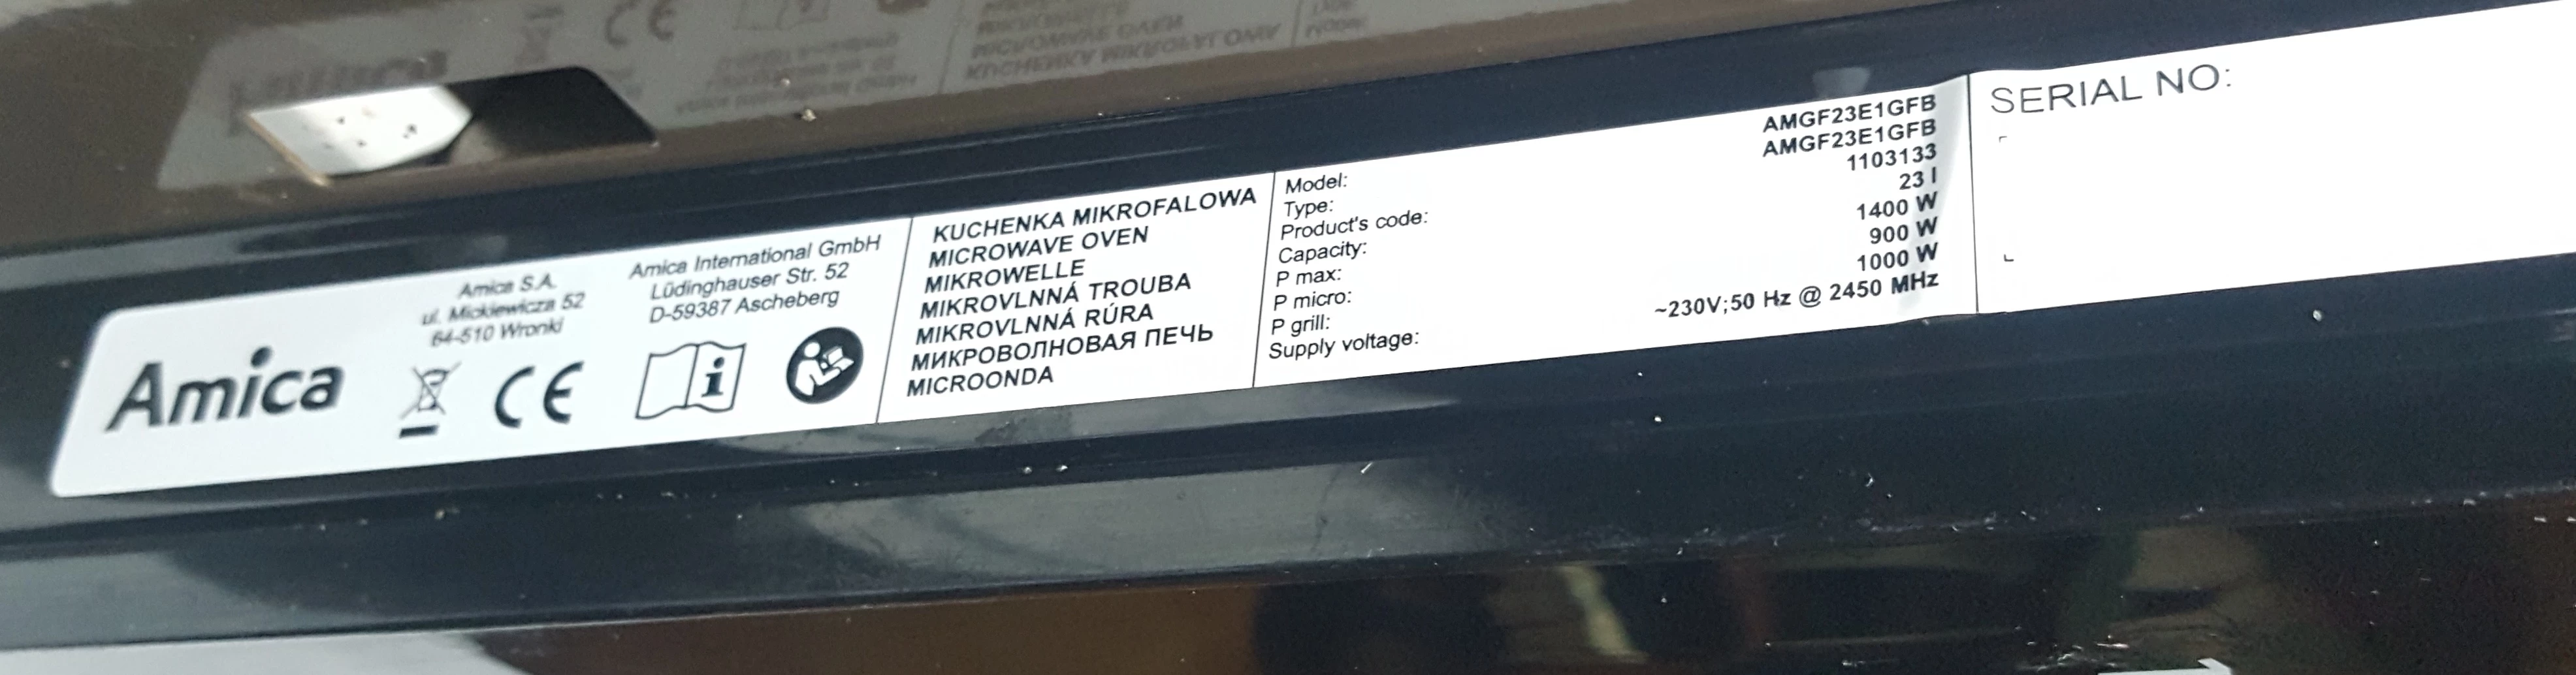 Amica
Amica S.A.
ul. Mickiewicza 52
64-510 Wronki
Amica International GmbH
Lüdinghauser Str. 52
D-59387 Ascheberg
CE
i
KUCHENKA MIKROFALOWA
MICROWAVE OVEN
MIKROWELLE
MIKROVLNNÁ TROUBA
MIKROVLNNÁ RÚRA
МИКРОВОЛНОВАЯ ПЕЧЬ
MICROONDA
Model: AMGF23E1GFB
Type: AMGF23E1GFB
Product's code: 1103133
Capacity: 23 l
P max: 1400 W
P micro: 900 W
P grill: 1000 W
Supply voltage: ~230V;50 Hz @ 2450 MHz
SERIAL NO: